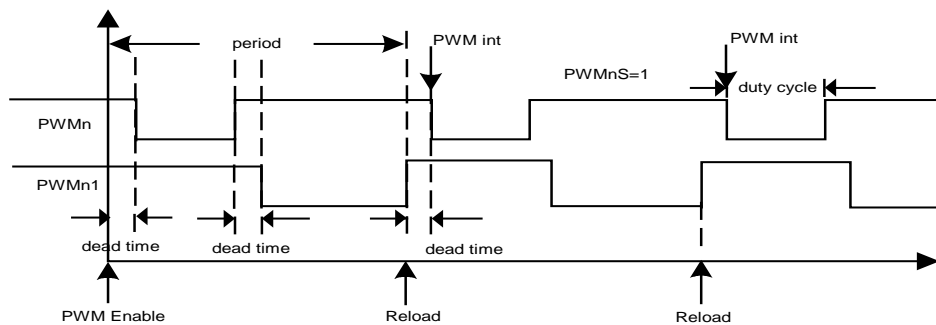 period
PWM int
PWM int
PWMnS=1
duty cycle
PWMn
PWMn1
dead time
dead time
dead time
PWM Enable
Reload
Reload